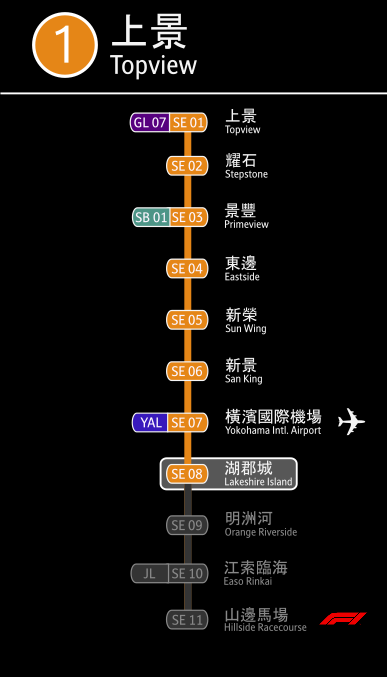 1 上景
Topview
GL 07 SE 01 上景
Topview
SE 02 耀石
Stepstone
SB 01 SE 03 景豐
Primeview
SE 04 東邊
Eastside
SE 05 新榮
Sun Wing
SE 06 新景
San King
YAL SE 07 橫濱國際機場
Yokohama Intl. Airport
SE 08 湖郡城
Lakeshire Island
SE 09 明洲河
Orange Riverside
JL SE 10 江索臨海
Easo Rinkai
SE 11 山邊馬場
Hillside Racecourse